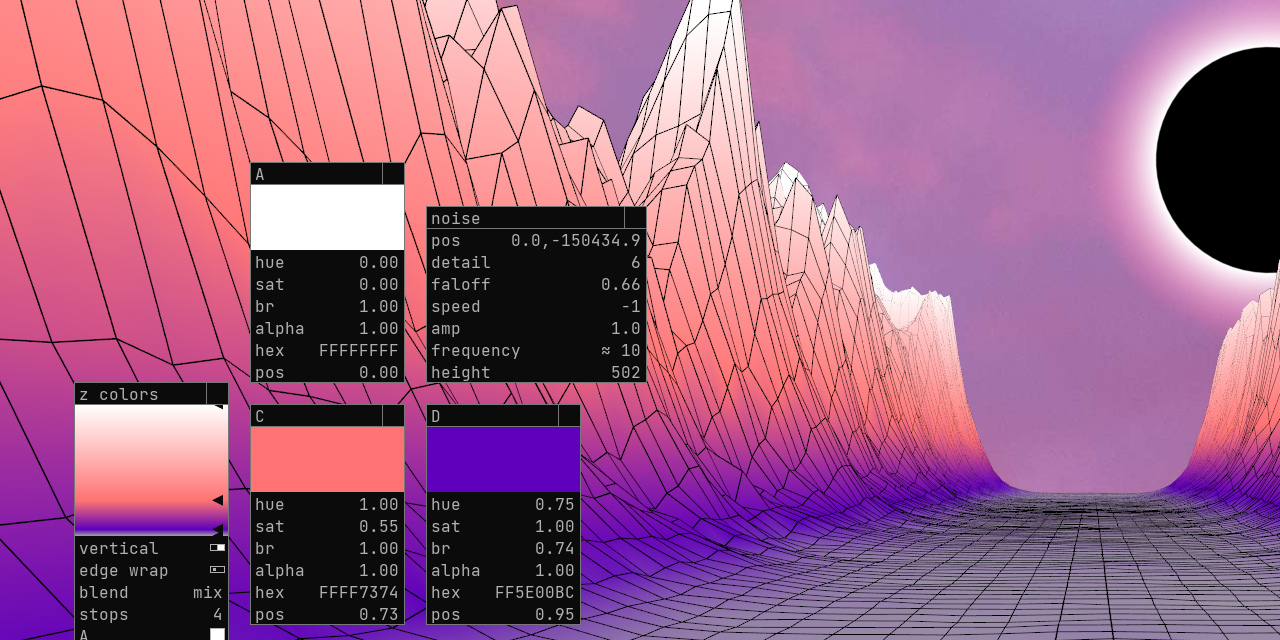 A
hue 0.00
sat 0.00
br 1.00
alpha 1.00
hex FFFFFFFF
pos 0.00
noise
pos 0.0,-150434.9
detail 6
faloff 0.66
speed -1
amp 1.0
frequency ≈ 10
height 502
z colors
vertical
edge wrap
blend mix
stops 4
A
C
hue 1.00
sat 0.55
br 1.00
alpha 1.00
hex FFFF7374
pos 0.73
D
hue 0.75
sat 1.00
br 0.74
alpha 1.00
hex FF5E00BC
pos 0.95